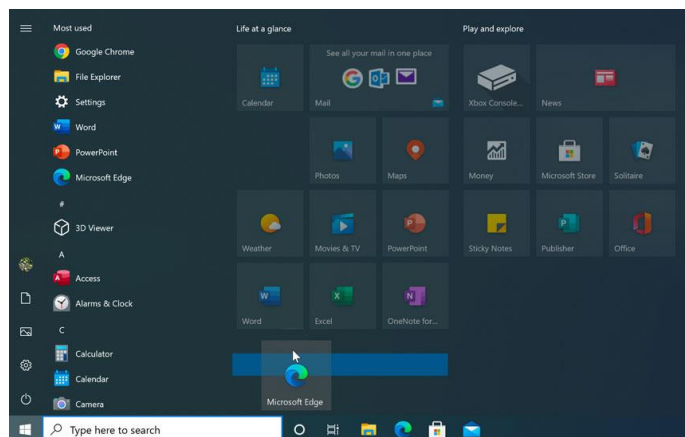 Most used
Google Chrome
File Explorer
Settings
Word
PowerPoint
Microsoft Edge
#
3D Viewer
A
Access
Alarms & Clock
C
Calculator
Calendar
Camera
Type here to search
Life at a glance
See all your mail in one place
Calendar
Mail
Photos
Maps
Weather
Movies & TV
PowerPoint
Word
Excel
OneNote for...
Microsoft Edge
Play and explore
Xbox Console...
News
Money
Microsoft Store
Solitaire
Sticky Notes
Publisher
Office